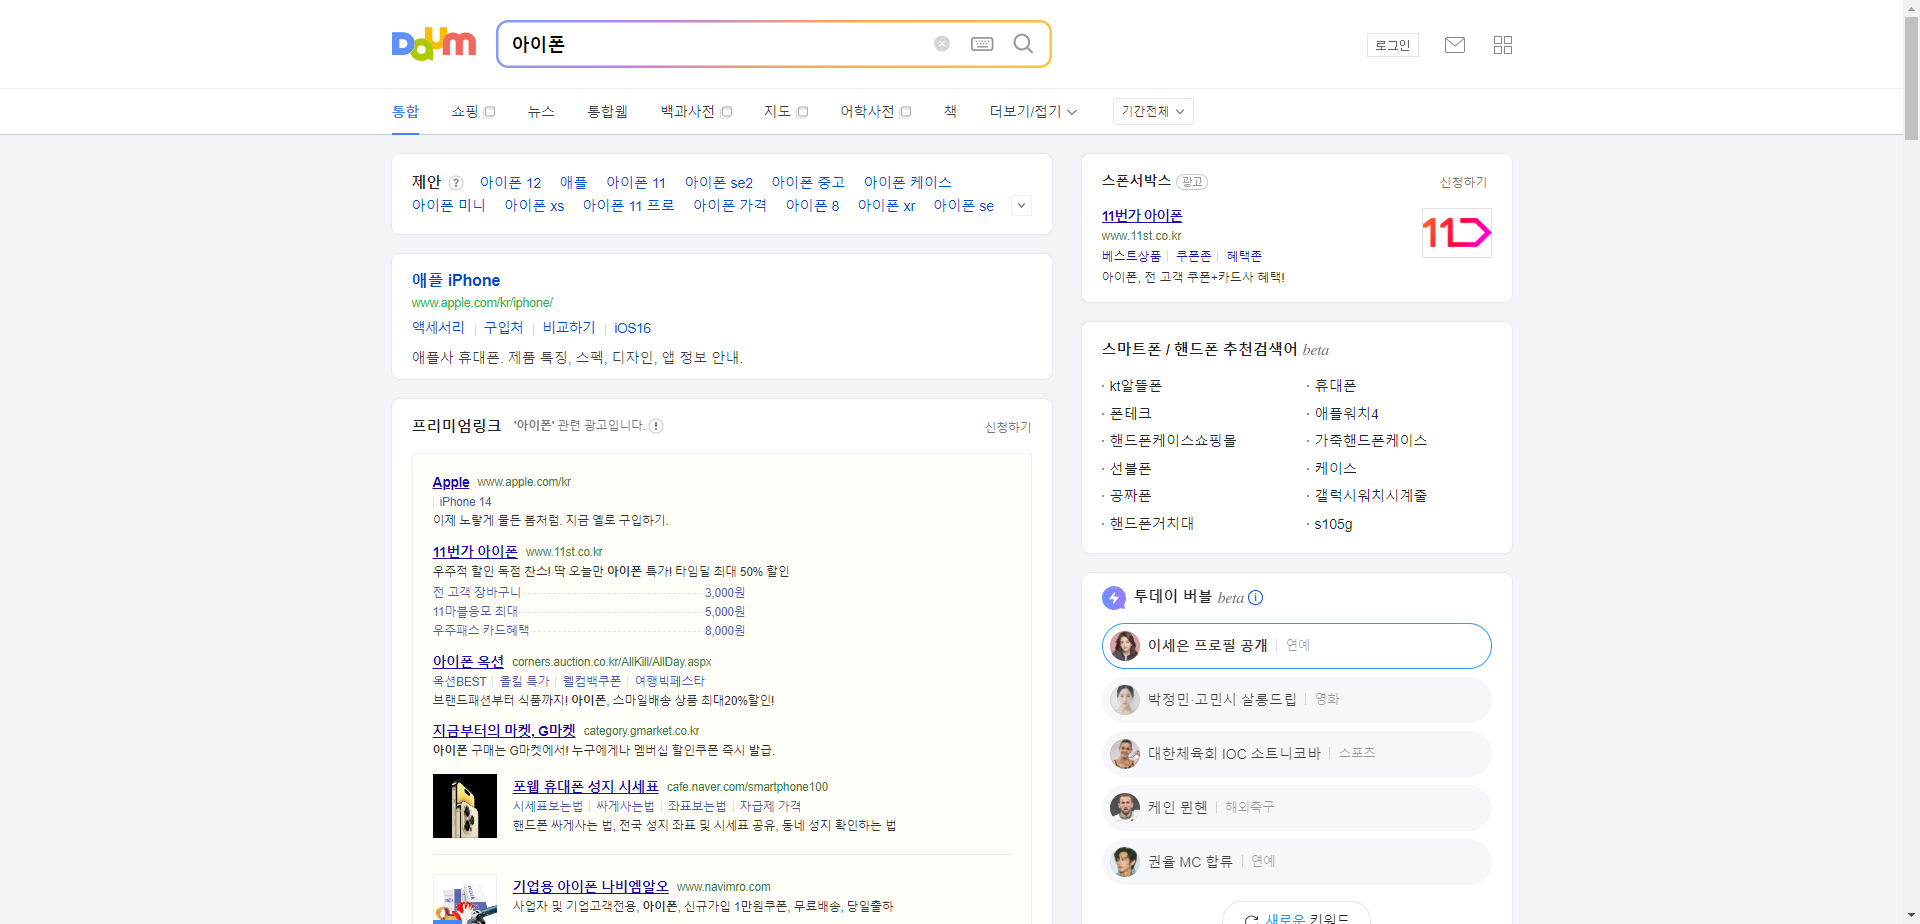 Daum
아이폰
로그인
통합 쇼핑 뉴스 통합웹 백과사전 지도 어학사전 책 더보기/접기 기간전체
제안 ? 아이폰 12 애플 아이폰 11 아이폰 se2 아이폰 중고 아이폰 케이스
아이폰 미니 아이폰 xs 아이폰 11 프로 아이폰 가격 아이폰 8 아이폰 xr 아이폰 se
애플 iPhone
www.apple.com/kr/iphone/
액세서리 구입처 비교하기 iOS16
애플사 휴대폰. 제품 특징, 스펙, 디자인, 앱 정보 안내.
프리미엄링크 '아이폰' 관련 광고입니다. ! 신청하기
Apple www.apple.com/kr
iPhone 14
이제 노랗게 물든 봄처럼. 지금 옐로 구입하기.
11번가 아이폰 www.11st.co.kr
우주적 할인 독점 찬스! 딱 오늘만 아이폰 특가! 타임딜 최대 50% 할인
전 고객 장바구니 3,000원
11마블응모 최대 5,000원
우주패스 카드혜택 8,000원
아이폰 옥션 corners.auction.co.kr/AllKill/AllDay.aspx
옥션BEST 올킬 특가 웰컴백쿠폰 여행빅페스타
브랜드패션부터 식품까지! 아이폰, 스마일배송 상품 최대20%할인!
지금부터의 마켓, G마켓 category.gmarket.co.kr
아이폰 구매는 G마켓에서! 누구에게나 멤버십 할인쿠폰 즉시 발급.
포웹 휴대폰 성지 시세표 cafe.naver.com/smartphone100
시세표보는법 싸게사는법 좌표보는법 자급제 가격
핸드폰 싸게사는 법, 전국 성지 좌표 및 시세표 공유, 동네 성지 확인하는 법
기업용 아이폰 나비엠알오 www.navimro.com
사업자 및 기업고객전용, 아이폰, 신규가입 1만원쿠폰, 무료배송, 당일출하
스폰서박스 광고 신청하기
11번가 아이폰
www.11st.co.kr
베스트상품 쿠폰존 혜택존
아이폰, 전 고객 쿠폰+카드사 혜택!
11
스마트폰 / 핸드폰 추천검색어 beta
· kt알뜰폰 · 휴대폰
· 폰테크 · 애플워치4
· 핸드폰케이스쇼핑몰 · 가죽핸드폰케이스
· 선불폰 · 케이스
· 공짜폰 · 갤럭시워치시계줄
· 핸드폰거치대 · s105g
투데이 버블 beta i
이세은 프로필 공개 연예
박정민·고민시 살롱드립 영화
대한체육회 IOC 소트니코바 스포츠
케인 뮌헨 해외축구
권율 MC 합류 연예
새로운 키워드